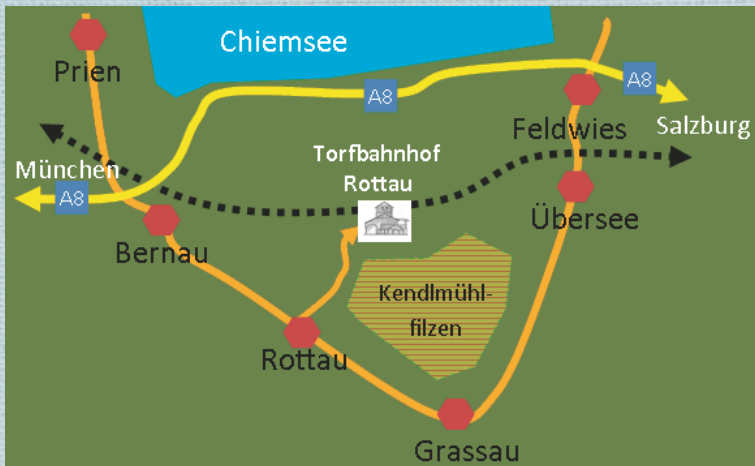 Chiemsee
Prien
A8
A8
Feldwies
Salzburg
Torfbahnhof
Rottau
München
A8
Übersee
Bernau
Kendlmühl-
filzen
Rottau
Grassau